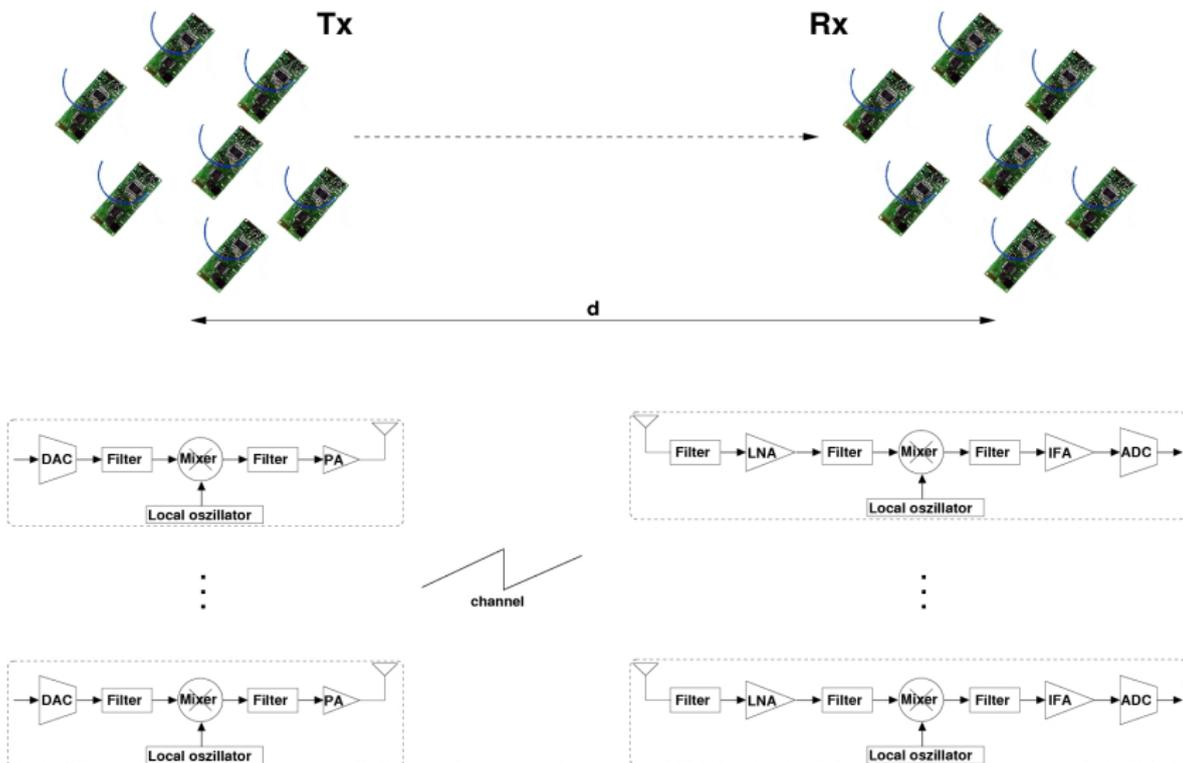 Tx Rx
d
DAC Filter Mixer Filter PA
Local oszillator
Filter LNA Filter Mixer Filter IFA ADC
Local oszillator
channel
DAC Filter Mixer Filter PA
Local oszillator
Filter LNA Filter Mixer Filter IFA ADC
Local oszillator